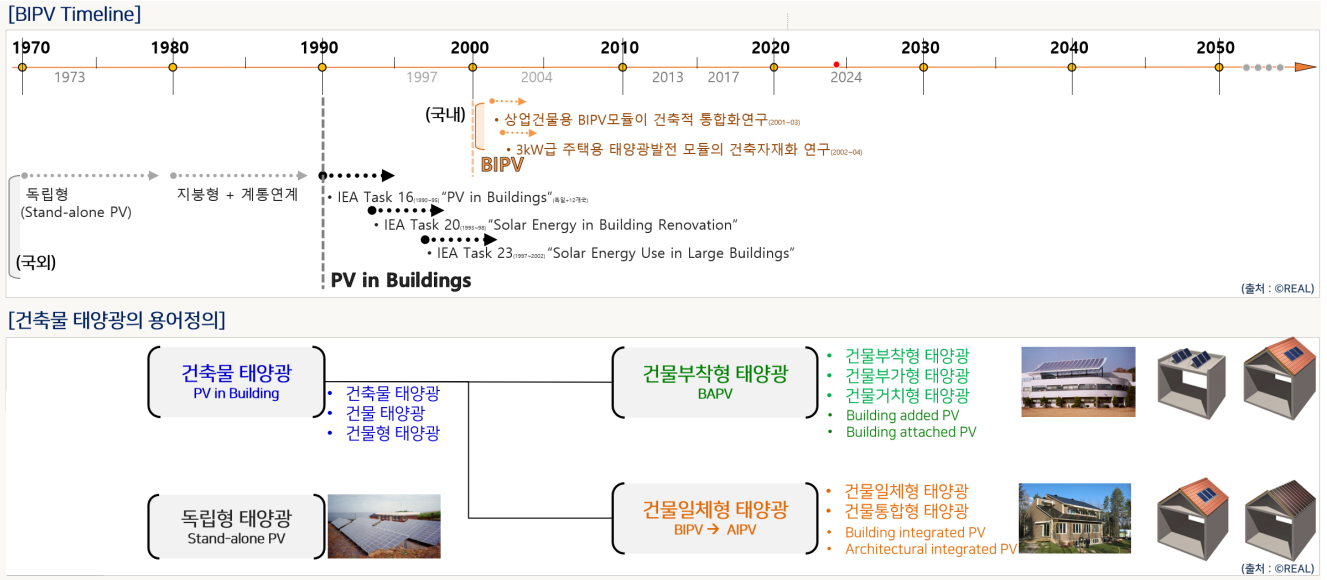 [BIPV Timeline]
1970 1980 1990 2000 2010 2020 2030 2040 2050
1973 1997 2004 2013 2017 2024
(국내)
• 상업건물용 BIPV모듈이 건축적 통합화연구(2001~03)
• 3kW급 주택용 태양광발전 모듈의 건축자재화 연구(2002~04)
BIPV
독립형
(Stand-alone PV)
지붕형 + 계통연계
• IEA Task 16(1990~95) “PV in Buildings”(독일+12개국)
• IEA Task 20(1995~98) “Solar Energy in Building Renovation”
• IEA Task 23(1997~2002) “Solar Energy Use in Large Buildings”
(국외)
PV in Buildings
(출처 : ©REAL)
[건축물 태양광의 용어정의]
건축물 태양광
PV in Building
• 건축물 태양광
• 건물 태양광
• 건물형 태양광
건물부착형 태양광
BAPV
• 건물부착형 태양광
• 건물부가형 태양광
• 건물거치형 태양광
• Building added PV
• Building attached PV
독립형 태양광
Stand-alone PV
건물일체형 태양광
BIPV → AIPV
• 건물일체형 태양광
• 건물통합형 태양광
• Building integrated PV
• Architectural integrated PV
(출처 : ©REAL)